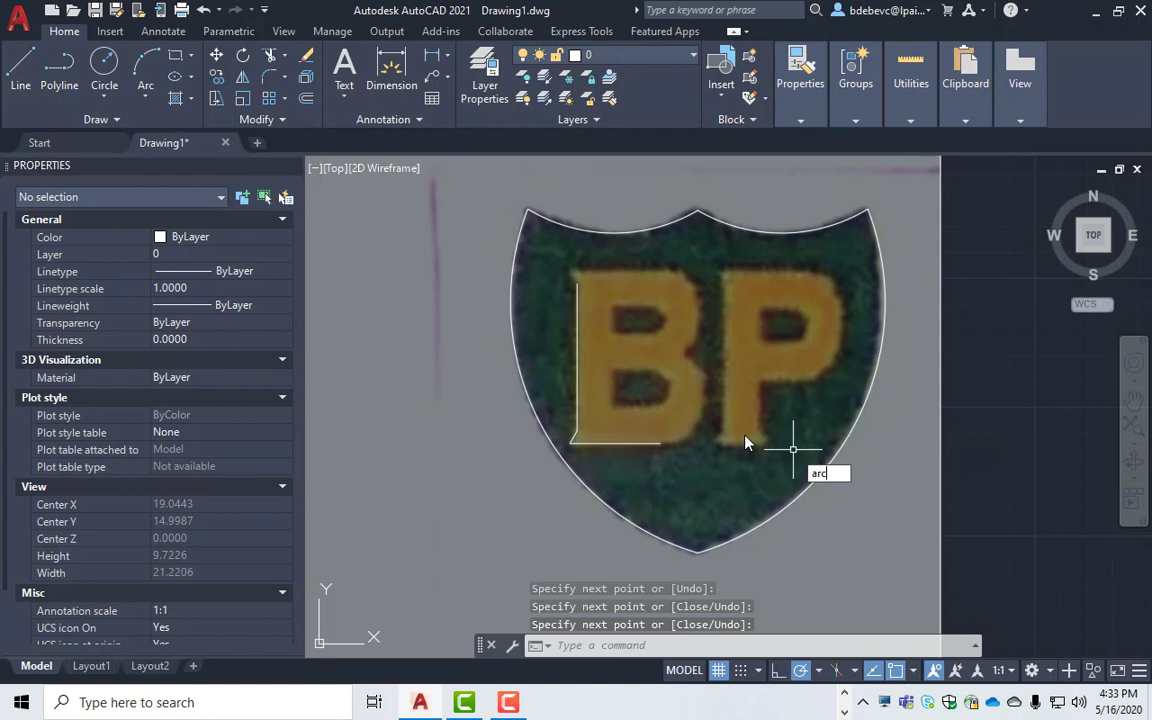 Autodesk AutoCAD 2021 Drawing1.dwg
Type a keyword or phrase
bdebevc@lpai...
Home Insert Annotate Parametric View Manage Output Add-ins Collaborate Express Tools Featured Apps
0
Line Polyline Circle Arc
Text Dimension
Layer Properties
Insert
Properties Groups Utilities Clipboard View
Draw Modify Annotation Layers Block
Start Drawing1*
PROPERTIES
[−][Top][2D Wireframe]
No selection
General
Color ByLayer
Layer 0
Linetype ByLayer
Linetype scale 1.0000
Lineweight ByLayer
Transparency ByLayer
Thickness 0.0000
3D Visualization
Material ByLayer
Plot style
Plot style ByColor
Plot style table None
Plot table attached to Model
Plot table type Not available
View
Center X 19.0443
Center Y 14.9987
Center Z 0.0000
Height 9.7226
Width 21.2206
Misc
Annotation scale 1:1
UCS icon On Yes
UCS icon at origin Yes
BP
arc
N
W TOP E
S
WCS
Y
X
Specify next point or [Undo]:
Specify next point or [Close/Undo]:
Specify next point or [Close/Undo]:
Type a command
Model Layout1 Layout2
MODEL 1:1
Type here to search
4:33 PM
5/16/2020